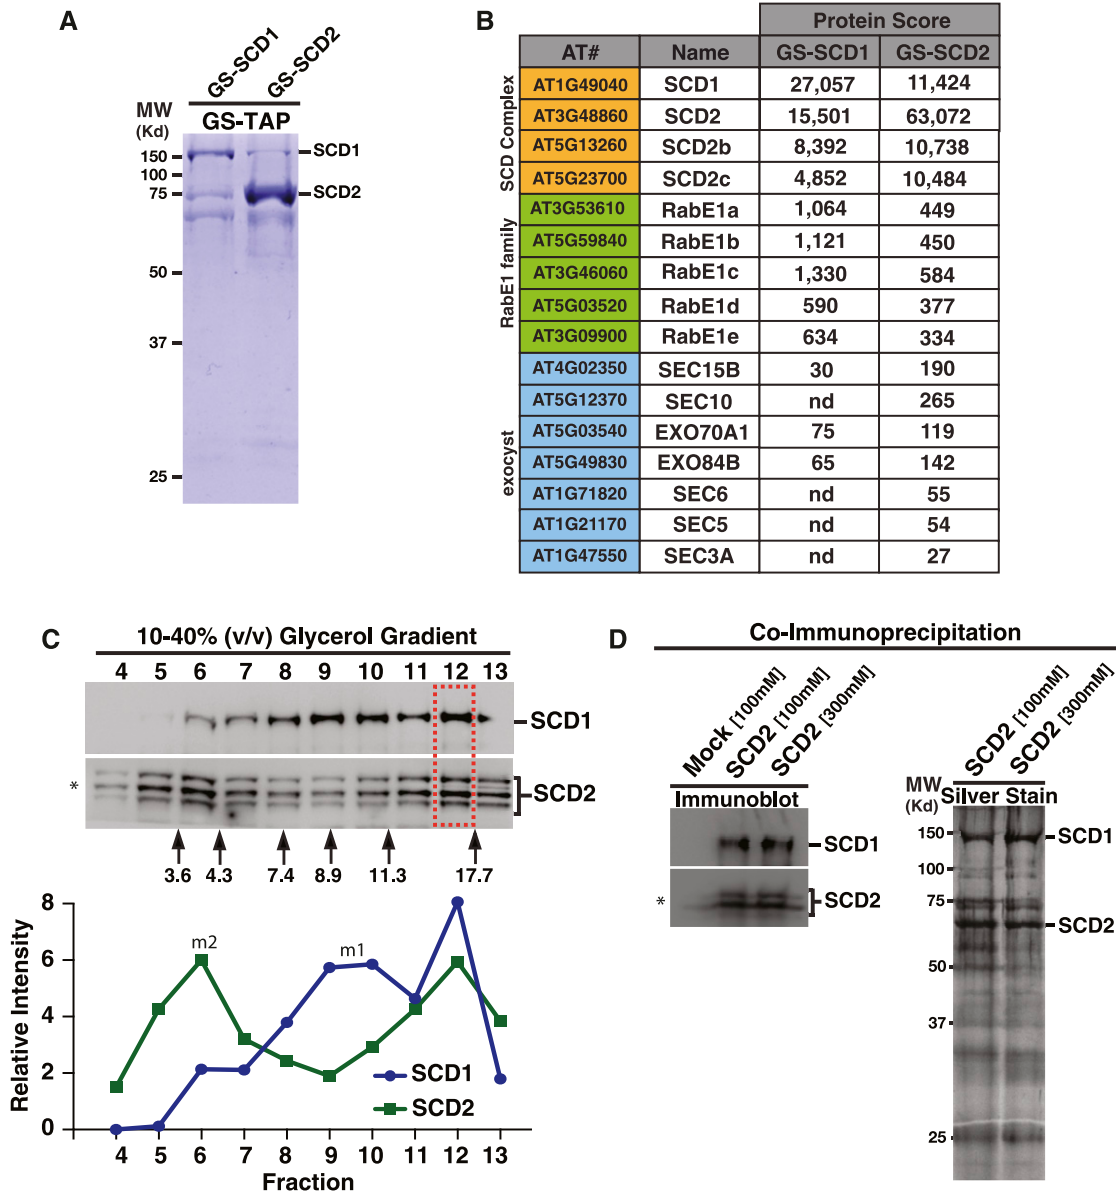 A
GS-SCD1
GS-SCD2
MW
(Kd)
GS-TAP
150
100
75
50
37
25
SCD1
SCD2
B
Protein Score
AT# Name GS-SCD1 GS-SCD2
SCD Complex
AT1G49040 SCD1 27,057 11,424
AT3G48860 SCD2 15,501 63,072
AT5G13260 SCD2b 8,392 10,738
AT5G23700 SCD2c 4,852 10,484
RabE1 family
AT3G53610 RabE1a 1,064 449
AT5G59840 RabE1b 1,121 450
AT3G46060 RabE1c 1,330 584
AT5G03520 RabE1d 590 377
AT3G09900 RabE1e 634 334
exocyst
AT4G02350 SEC15B 30 190
AT5G12370 SEC10 nd 265
AT5G03540 EXO70A1 75 119
AT5G49830 EXO84B 65 142
AT1G71820 SEC6 nd 55
AT1G21170 SEC5 nd 54
AT1G47550 SEC3A nd 27
C
10-40% (v/v) Glycerol Gradient
4 5 6 7 8 9 10 11 12 13
SCD1
* SCD2
3.6 4.3 7.4 8.9 11.3 17.7
Relative Intensity
8
6
4
2
0
m2
m1
SCD1
SCD2
4 5 6 7 8 9 10 11 12 13
Fraction
D
Co-Immunoprecipitation
Mock [100mM]
SCD2 [100mM]
SCD2 [300mM]
Immunoblot
SCD1
* SCD2
SCD2 [100mM]
SCD2 [300mM]
MW
(Kd)
Silver Stain
150
100
75
50
37
25
SCD1
SCD2